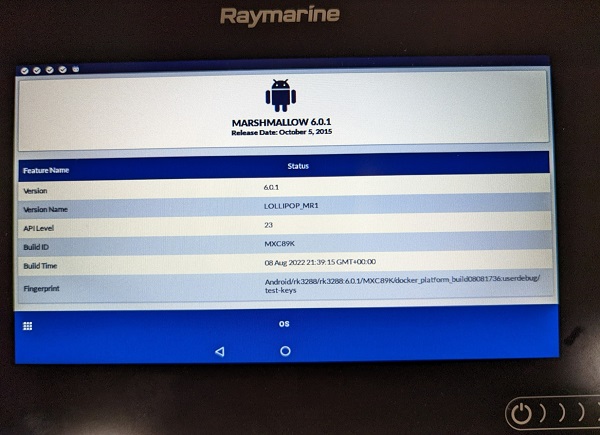 Raymarine
MARSHMALLOW 6.0.1
Release Date: October 5, 2015
Feature Name Status
Version 6.0.1
Version Name LOLLIPOP_MR1
API Level 23
Build ID MXC89K
Build Time 08 Aug 2022 21:39:15 GMT+00:00
Fingerprint Android/rk3288/rk3288:6.0.1/MXC89K/docker_platform_build08081736:userdebug/
test-keys
OS